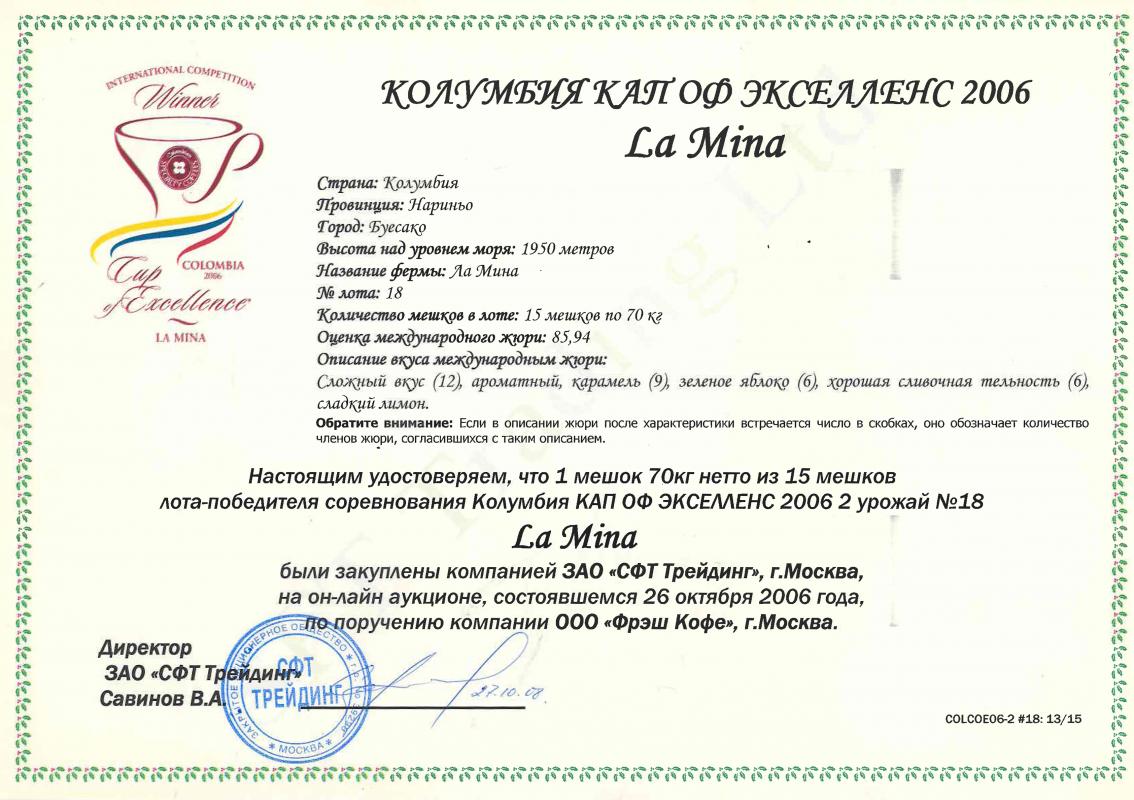 INTERNATIONAL COMPETITION
Winner
COLOMBIA
2006
Cup
of Excellence
LA MINA
КОЛУМБИЯ КАП ОФ ЭКСЕЛЛЕНС 2006
La Mina
Страна: Колумбия
Провинция: Нариньо
Город: Буесако
Высота над уровнем моря: 1950 метров
Название фермы: Ла Мина
№ лота: 18
Количество мешков в лоте: 15 мешков по 70 кг
Оценка международного жюри: 85,94
Описание вкуса международным жюри:
Сложный вкус (12), ароматный, карамель (9), зеленое яблоко (6), хорошая сливочная тельность (6),
сладкий лимон.
Обратите внимание: Если в описании жюри после характеристики встречается число в скобках, оно обозначает количество
членов жюри, согласившихся с таким описанием.
Настоящим удостоверяем, что 1 мешок 70кг нетто из 15 мешков
лота-победителя соревнования Колумбия КАП ОФ ЭКСЕЛЛЕНС 2006 2 урожай №18
La Mina
были закуплены компанией ЗАО «СФТ Трейдинг», г.Москва,
на он-лайн аукционе, состоявшемся 26 октября 2006 года,
по поручению компании ООО «Фрэш Кофе», г.Москва.
Директор
ЗАО «СФТ Трейдинг»
Савинов В.А.
СФТ
ТРЕЙДИНГ
ЗАКРЫТОЕ АКЦИОНЕРНОЕ ОБЩЕСТВО
* МОСКВА *
27.10.08
COLCOE06-2 #18: 13/15